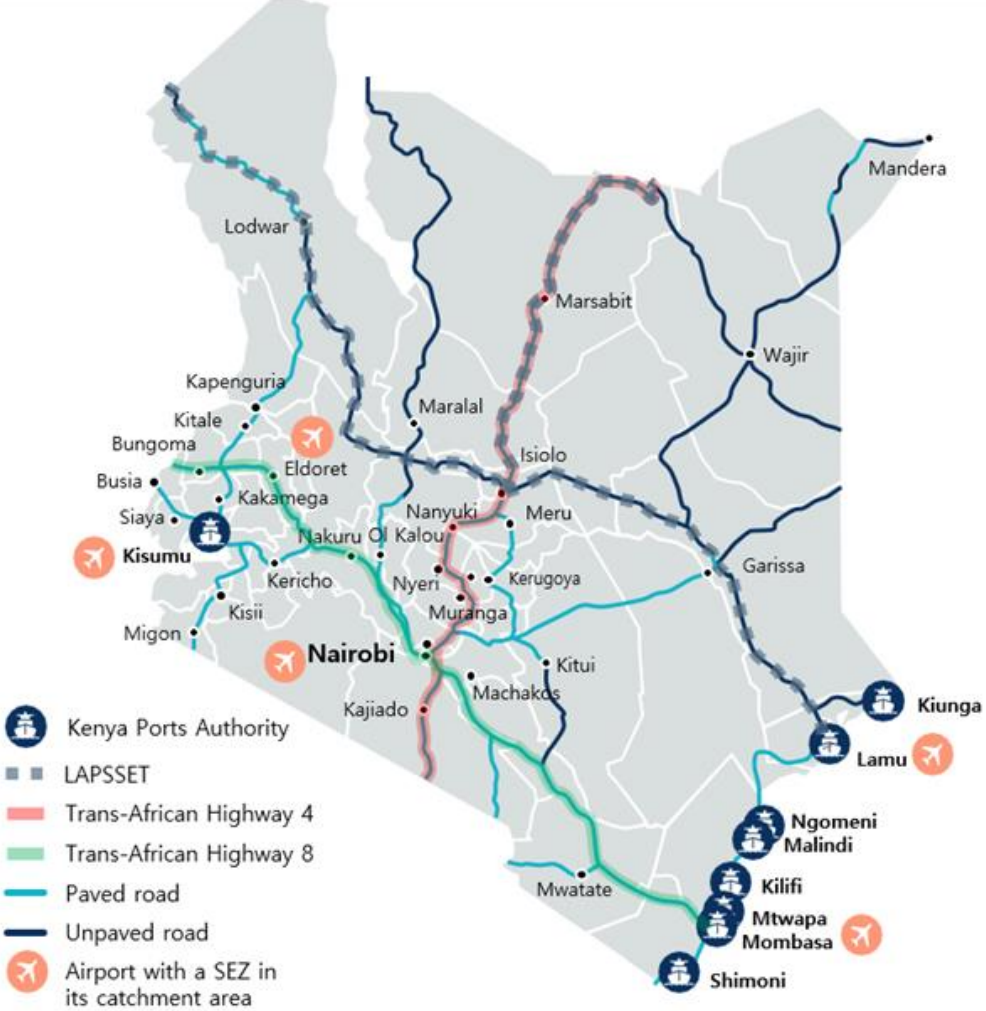 Mandera
Lodwar
Marsabit
Wajir
Kapenguria
Maralal
Kitale
Bungoma
Isiolo
Eldoret
Busia
Kakamega
Nanyuki
Meru
Siaya
Nakuru
Ol Kalou
Kisumu
Garissa
Kericho
Nyeri
Kerugoya
Kisii
Muranga
Migon
Nairobi
Kitui
Machakos
Kajiado
Kiunga
Lamu
Ngomeni
Malindi
Kilifi
Mwatate
Mtwapa
Mombasa
Shimoni
Kenya Ports Authority
LAPSSET
Trans-African Highway 4
Trans-African Highway 8
Paved road
Unpaved road
Airport with a SEZ in
its catchment area